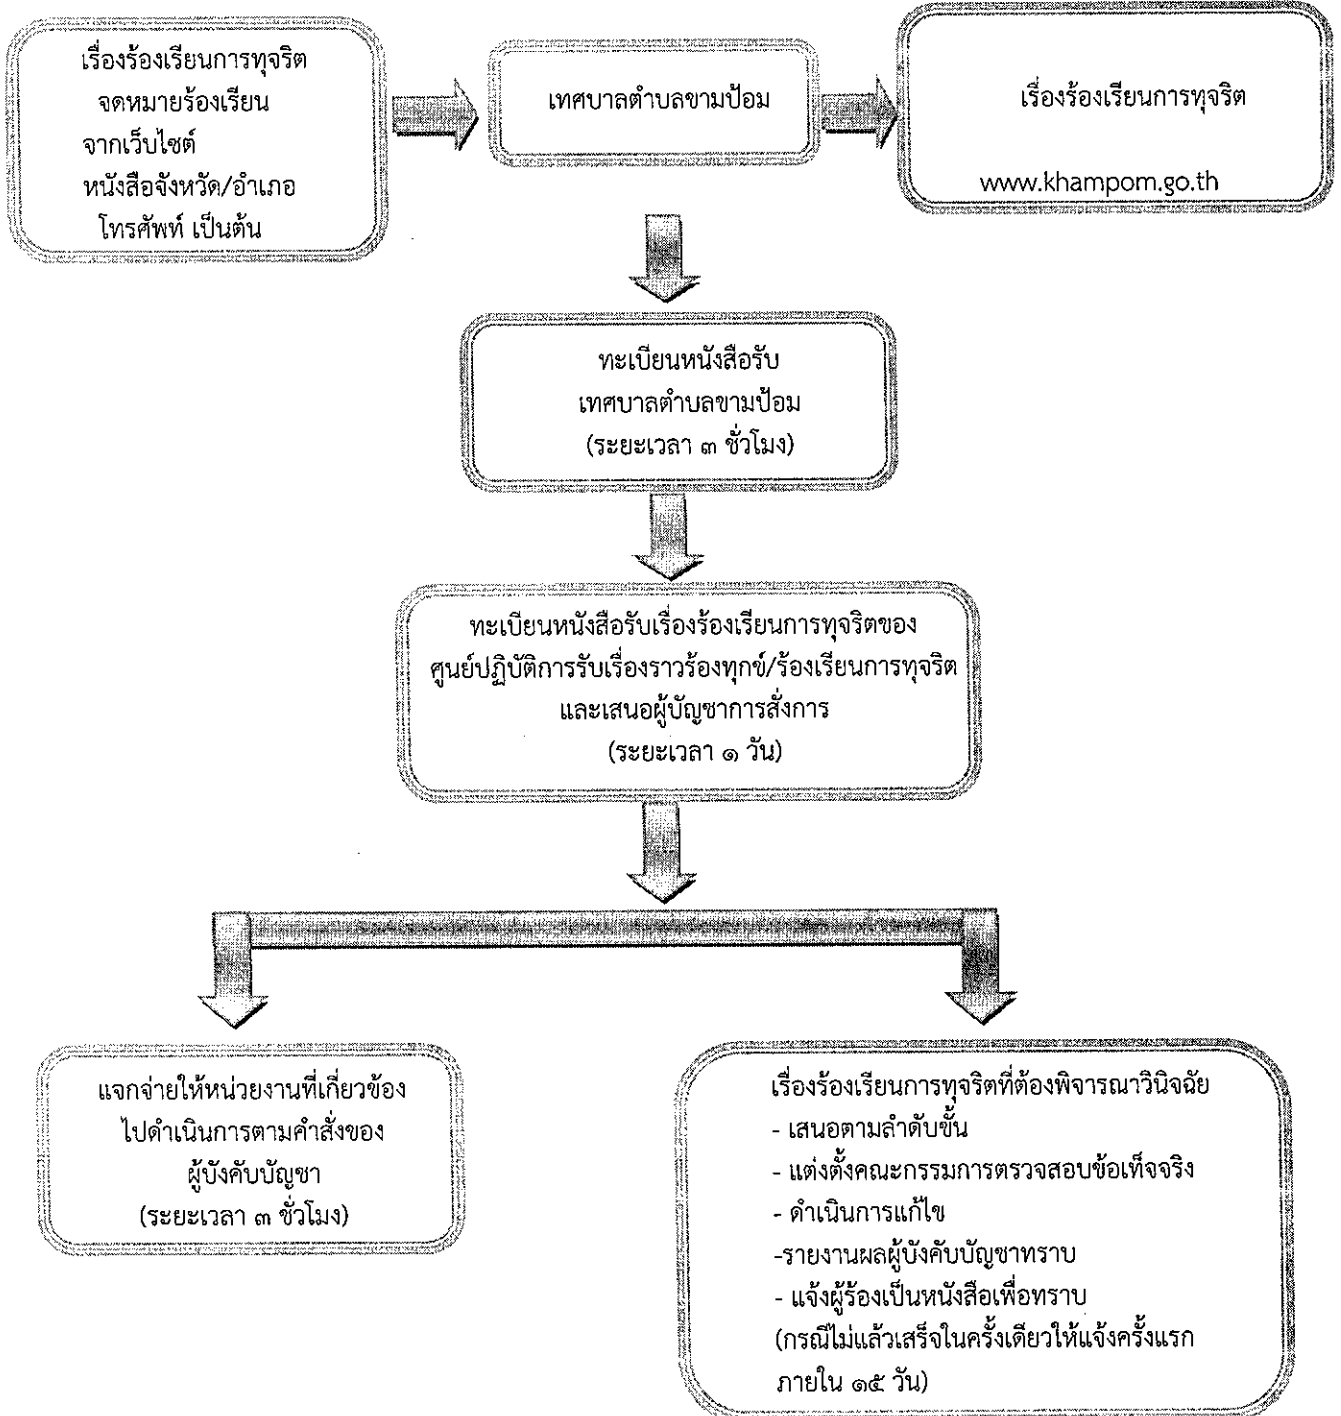 เรื่องร้องเรียนการทุจริต
จดหมายร้องเรียน
จากเว็บไซต์
หนังสือจังหวัด/อำเภอ
โทรศัพท์ เป็นต้น
เทศบาลตำบลขามป้อม
เรื่องร้องเรียนการทุจริต
www.khampom.go.th
ทะเบียนหนังสือรับ
เทศบาลตำบลขามป้อม
(ระยะเวลา ๓ ชั่วโมง)
ทะเบียนหนังสือรับเรื่องร้องเรียนการทุจริตของ
ศูนย์ปฏิบัติการรับเรื่องราวร้องทุกข์/ร้องเรียนการทุจริต
และเสนอผู้บัญชาการสั่งการ
(ระยะเวลา ๑ วัน)
แจกจ่ายให้หน่วยงานที่เกี่ยวข้อง
ไปดำเนินการตามคำสั่งของ
ผู้บังคับบัญชา
(ระยะเวลา ๓ ชั่วโมง)
เรื่องร้องเรียนการทุจริตที่ต้องพิจารณาวินิจฉัย
- เสนอตามลำดับขั้น
- แต่งตั้งคณะกรรมการตรวจสอบข้อเท็จจริง
- ดำเนินการแก้ไข
-รายงานผลผู้บังคับบัญชาทราบ
- แจ้งผู้ร้องเป็นหนังสือเพื่อทราบ
(กรณีไม่แล้วเสร็จในครั้งเดียวให้แจ้งครั้งแรก
ภายใน ๑๕ วัน)